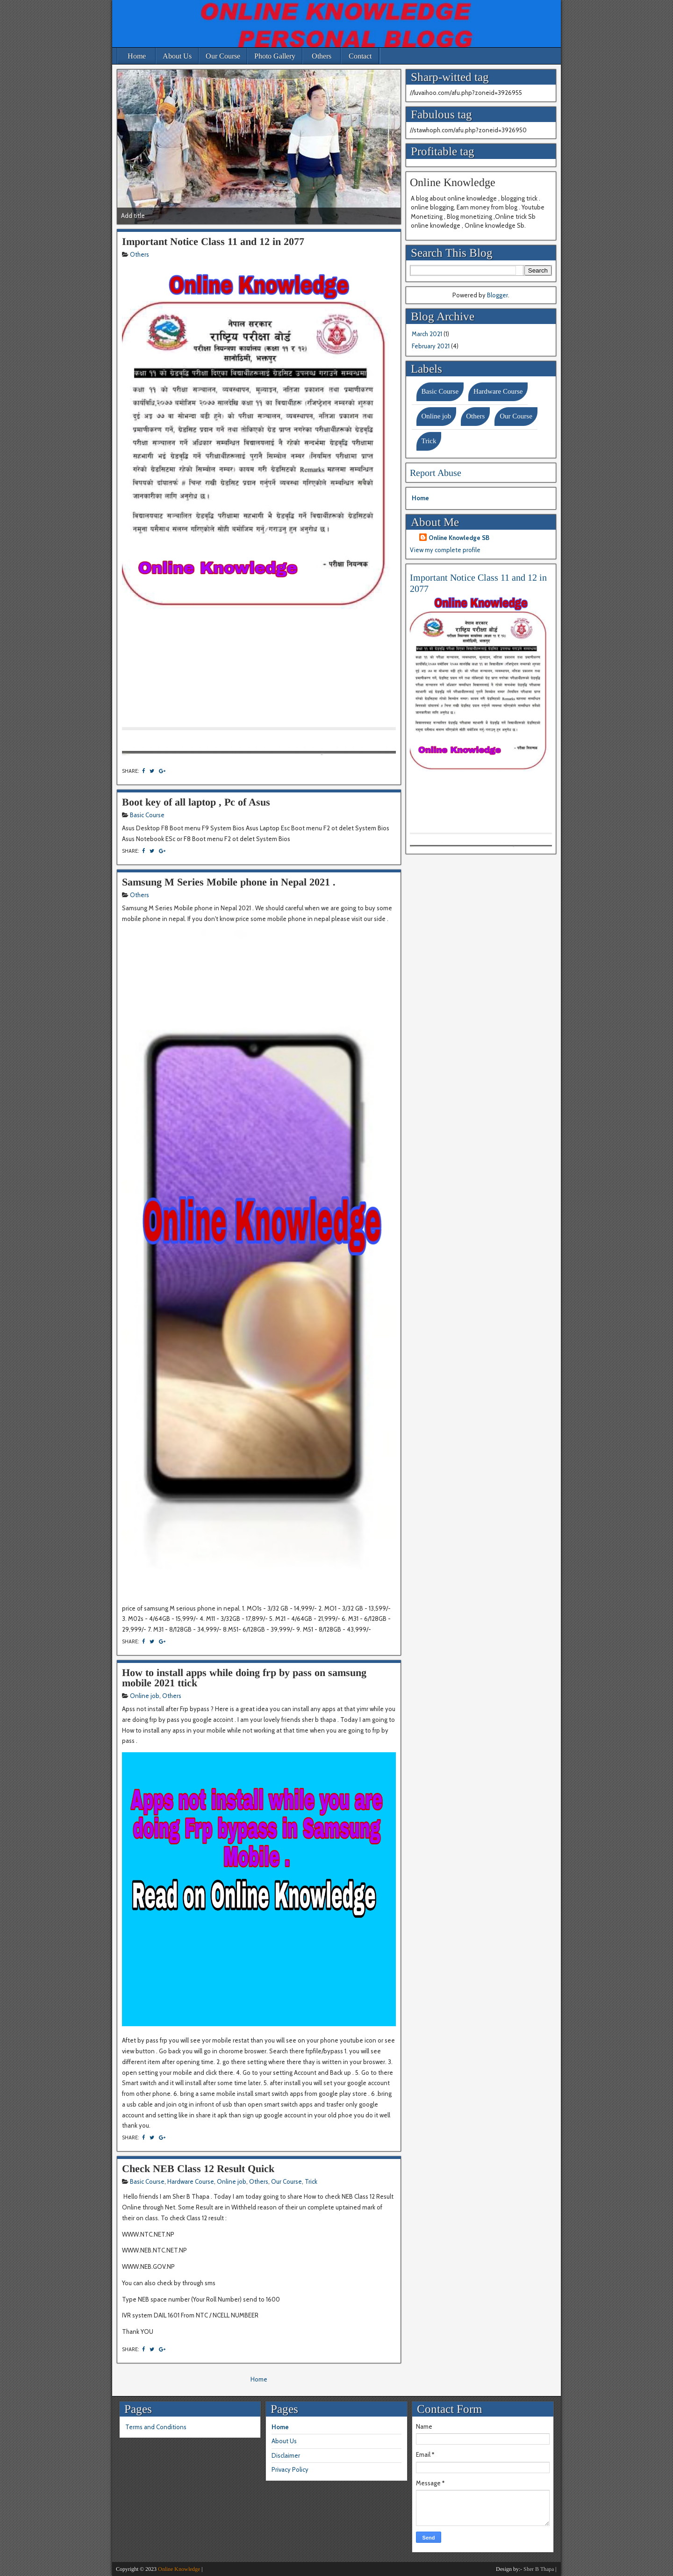 ONLINE KNOWLEDGE
PERSONAL BLOGG
Home
About Us
Our Course
Photo Gallery
Others
Contact
Add title
Important Notice Class 11 and 12 in 2077
Others
Online Knowledge
नेपाल सरकार
राष्ट्रिय परीक्षा बोर्ड
परीक्षा नियन्त्रण कार्यालय (कक्षा ११ र १२)
सानोठिमी, भक्तपुर
Online Knowledge
- परीक्षा नियन्त्रक
SHARE:
Boot key of all laptop , Pc of Asus
Basic Course
Asus Desktop F8 Boot menu F9 System Bios Asus Laptop Esc Boot menu F2 ot delet System Bios
Asus Notebook ESc or F8 Boot menu F2 ot delet System Bios
SHARE:
Samsung M Series Mobile phone in Nepal 2021 .
Others
Samsung M Series Mobile phone in Nepal 2021 . We should careful when we are going to buy some
mobile phone in nepal. If you don't know price some mobile phone in nepal please visit our side .
Online Knowledge
price of samsung M serious phone in nepal. 1. MO1s - 3/32 GB - 14,999/- 2. MO1 - 3/32 GB - 13,599/-
3. M02s - 4/64GB - 15,999/- 4. M11 - 3/32GB - 17,899/- 5. M21 - 4/64GB - 21,999/- 6. M31 - 6/128GB -
29,999/- 7. M31 - 8/128GB - 34,999/- 8.M51- 6/128GB - 39,999/- 9. M51 - 8/128GB - 43,999/-
SHARE:
How to install apps while doing frp by pass on samsung
mobile 2021 ttick
Online job, Others
Apss not install after Frp bypass ? Here is a great idea you can install any apps at that yimr while you
are doing frp by pass you google accoint . I am your lovely friends sher b thapa . Today I am going to
How to install any apss in your mobile while not working at that time when you are going to frp by
pass .
Apps not install while you are
doing Frp bypass in Samsung
Mobile .
Read on Online Knowledge
Aftet by pass frp you will see yor mobile restat than you will see on your phone youtube icon or see
view button . Go back you will go in chorome broswer. Search there frpfile/bypass 1. you will see
different item after opening time. 2. go there setting where there thay is writtern in your broswer. 3.
opern setting your mobile and click there. 4. Go to your setting Account and Back up . 5. Go to there
Smart switch and it will install after some time later. 5. after install you will set your google account
from other phone. 6. bring a same mobile install smart switch apps from google play store . 6 .bring
a usb cable and join otg in infront of usb than open smart switch apps and trasfer only google
account and setting like in share it apk than sign up google account in your old phoe you do it well
thank you.
SHARE:
Check NEB Class 12 Result Quick
Basic Course, Hardware Course, Online job, Others, Our Course, Trick
Hello friends I am Sher B Thapa . Today I am today going to share How to check NEB Class 12 Result
Online through Net. Some Result are in Withheld reason of their un complete uptained mark of
their on class. To check Class 12 result :
WWW.NTC,NET.NP
WWW.NEB.NTC.NET.NP
WWW.NEB.GOV.NP
You can also check by through sms
Type NEB space number (Your Roll Number) send to 1600
IVR system DAIL 1601 From NTC / NCELL NUMBEER
Thank YOU
SHARE:
Home
Sharp-witted tag
//luvaihoo.com/afu.php?zoneid=3926955
Fabulous tag
//stawhoph.com/afu.php?zoneid=3926950
Profitable tag
Online Knowledge
A blog about online knowledge , blogging trick .
online blogging, Earn money from blog . Youtube
Monetizing , Blog monetizing ,Online trick Sb
online knowledge , Online knowledge Sb.
Search This Blog
Search
Powered by Blogger.
Blog Archive
March 2021 (1)
February 2021 (4)
Labels
Basic Course
Hardware Course
Online job
Others
Our Course
Trick
Report Abuse
Home
About Me
Online Knowledge SB
View my complete profile
Important Notice Class 11 and 12 in
2077
Online Knowledge
नेपाल सरकार
राष्ट्रिय परीक्षा बोर्ड
Online Knowledge
Pages
Terms and Conditions
Pages
Home
About Us
Disclaimer
Privacy Policy
Contact Form
Name
Email *
Message *
Send
Copyright © 2023 Online Knowledge |
Design by:- Sher B Thapa |